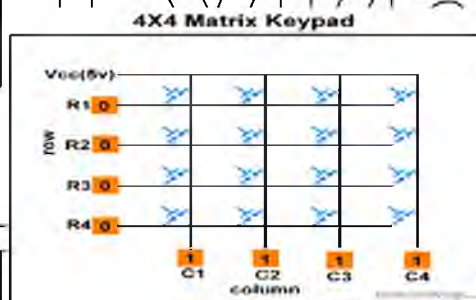 4X4 Matrix Keypad
Vcc(5v)
R1 0
R2 0
row
R3 0
R4 0
1 1 1 1
C1 C2 C3 C4
column